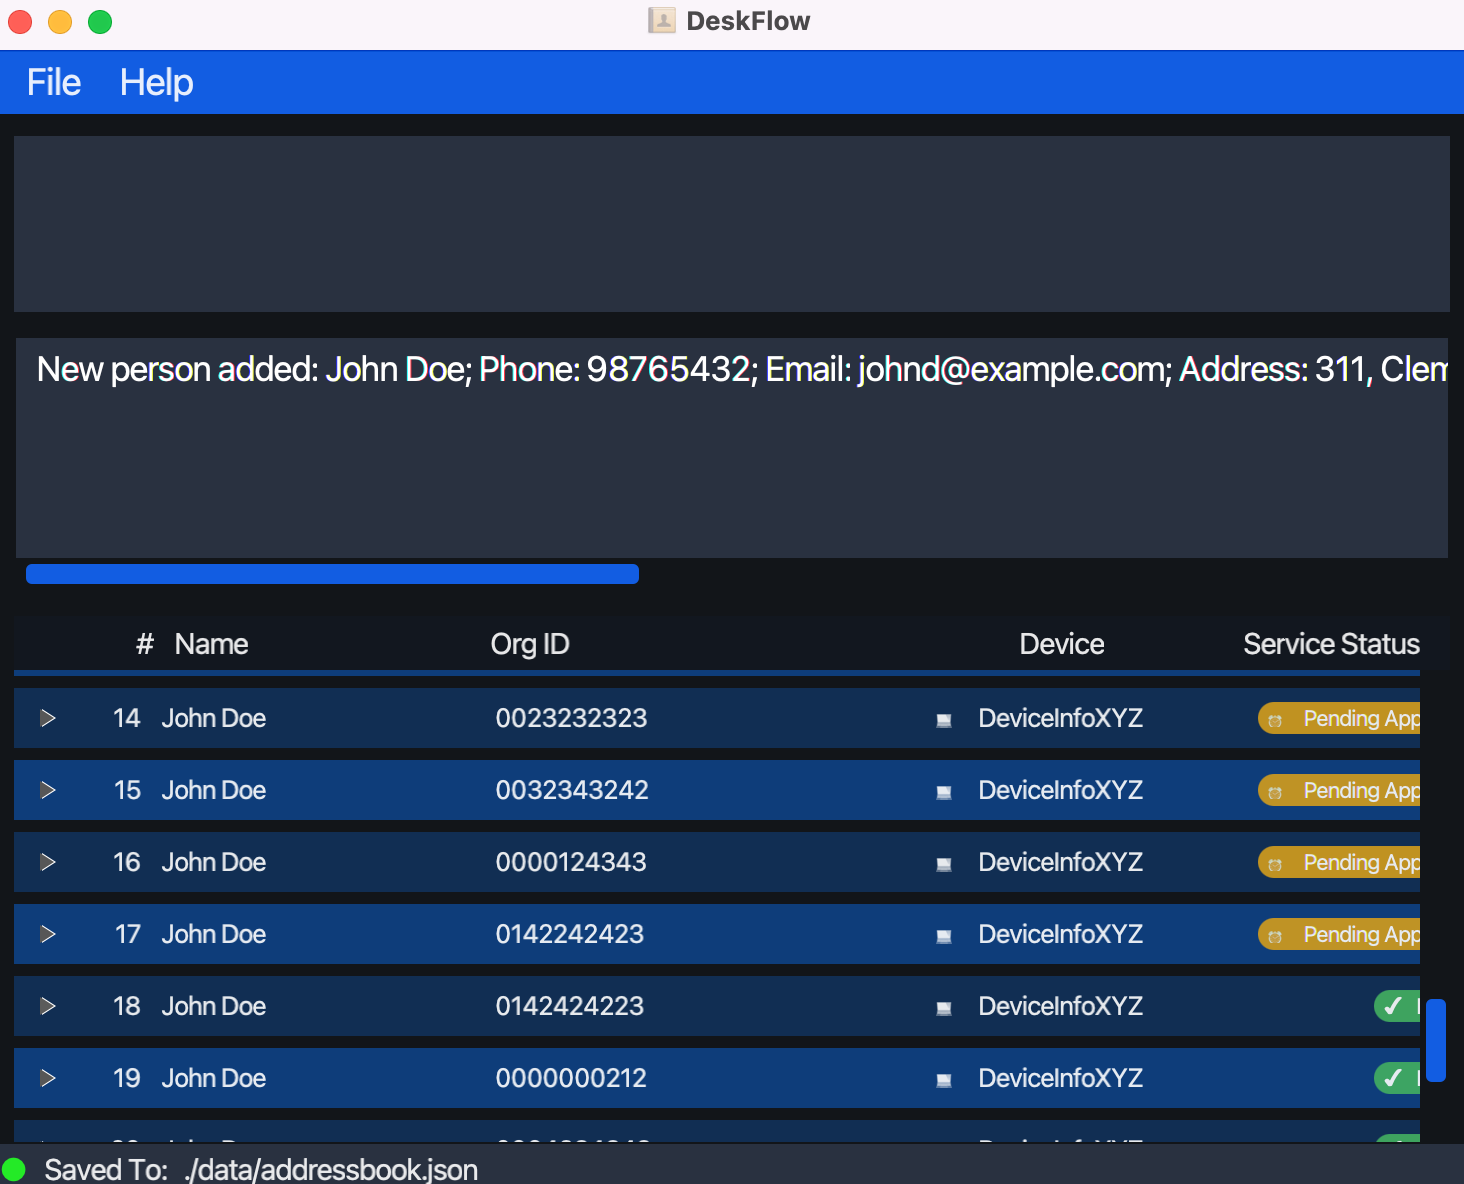 DeskFlow
File Help
New person added: John Doe; Phone: 98765432; Email: johnd@example.com; Address: 311, Clem
# Name Org ID Device Service Status
14 John Doe 0023232323 DeviceInfoXYZ Pending App
15 John Doe 0032343242 DeviceInfoXYZ Pending App
16 John Doe 0000124343 DeviceInfoXYZ Pending App
17 John Doe 0142242423 DeviceInfoXYZ Pending App
18 John Doe 0142424223 DeviceInfoXYZ
19 John Doe 0000000212 DeviceInfoXYZ
Saved To: ./data/addressbook.json